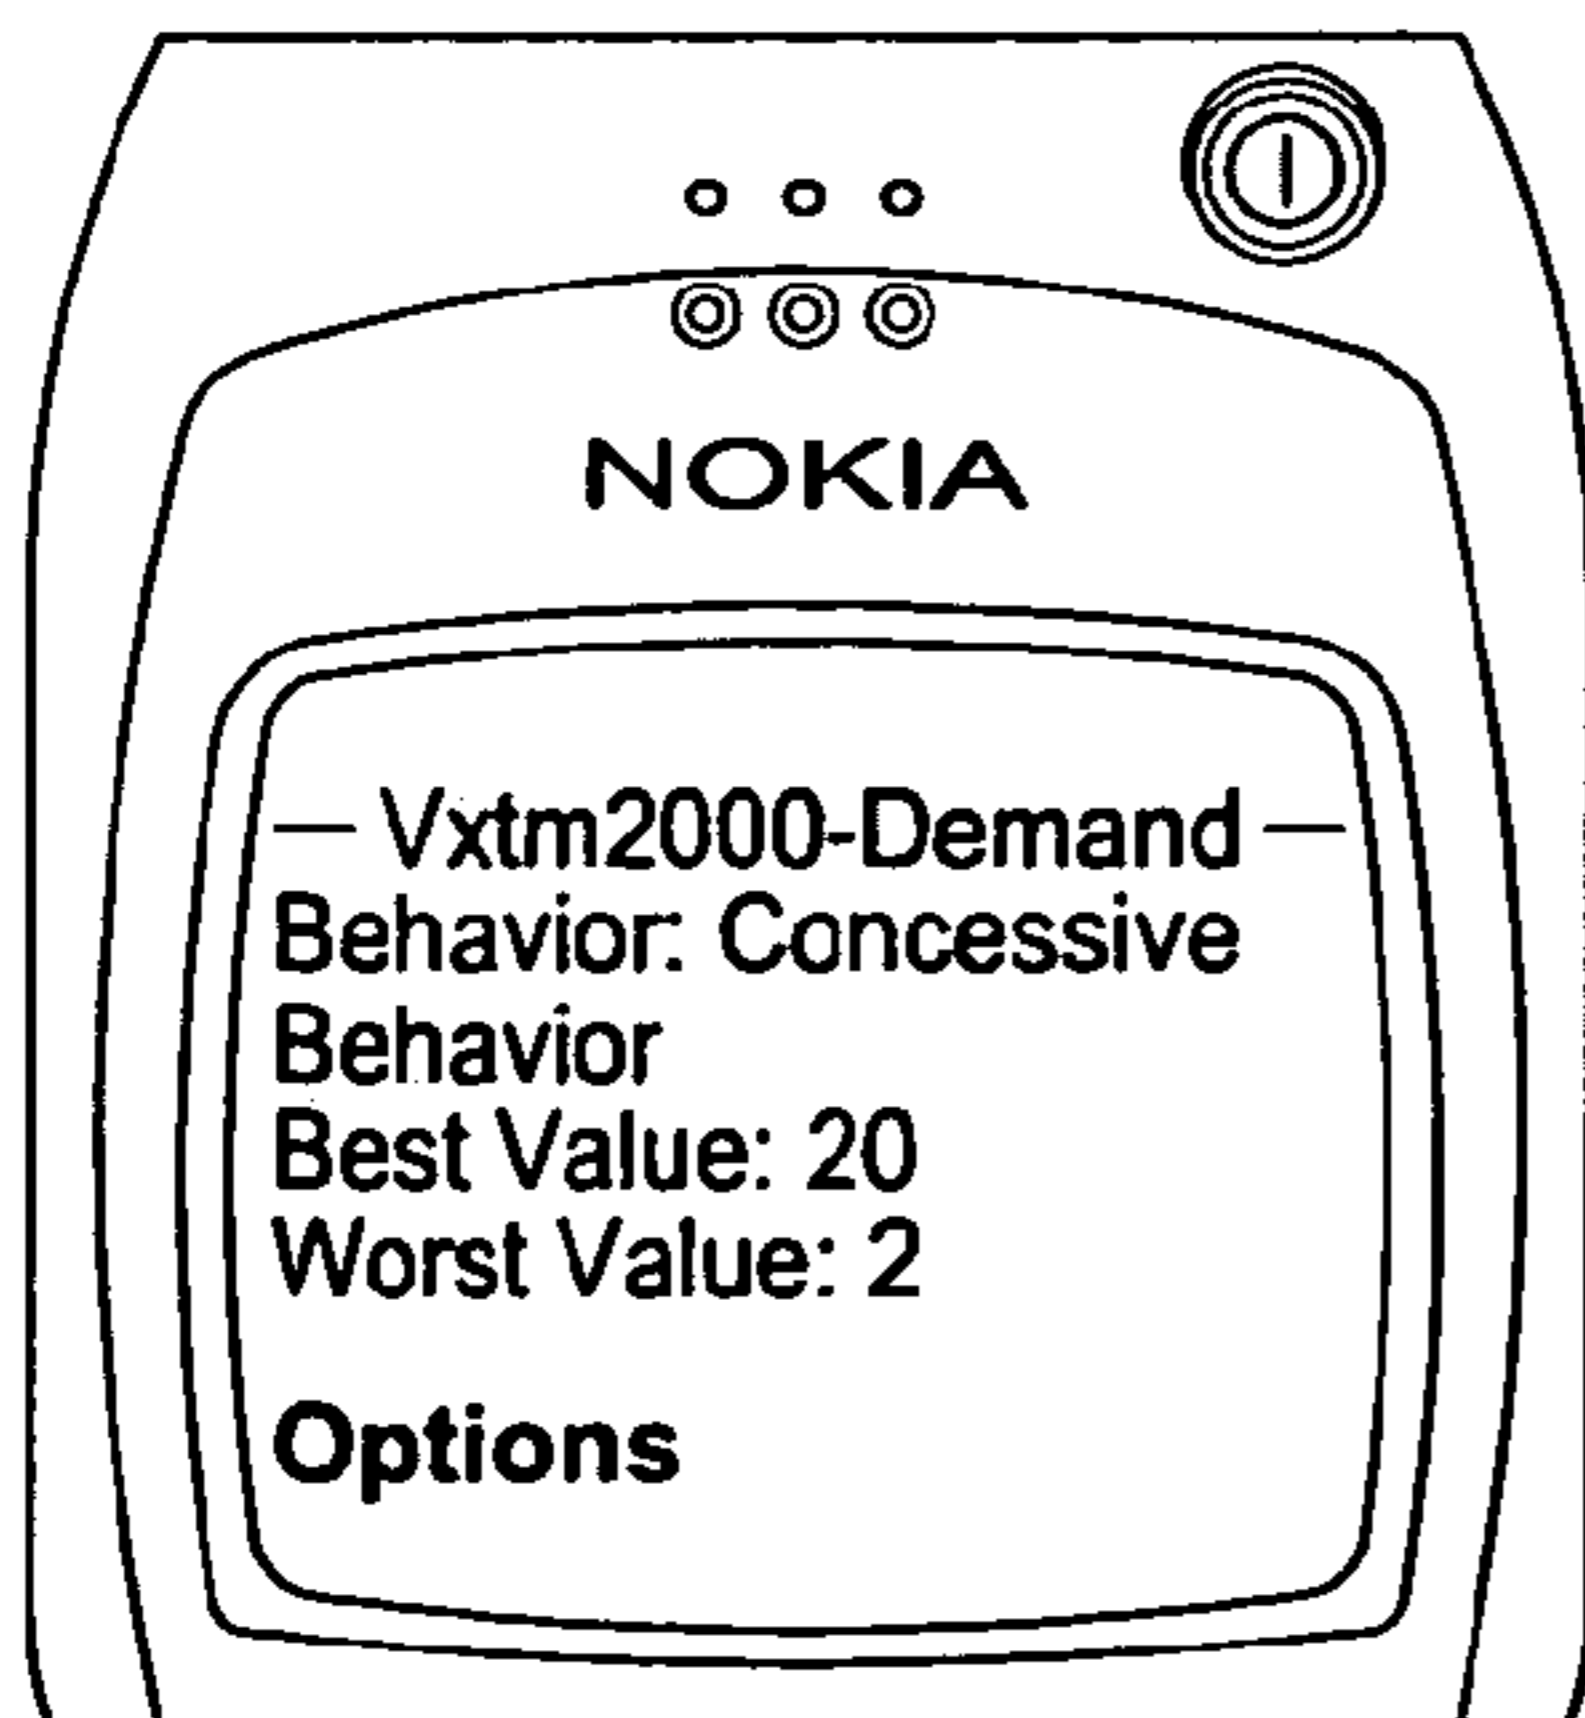 NOKIA
— Vxtm2000-Demand —
Behavior: Concessive
Behavior
Best Value: 20
Worst Value: 2
Options